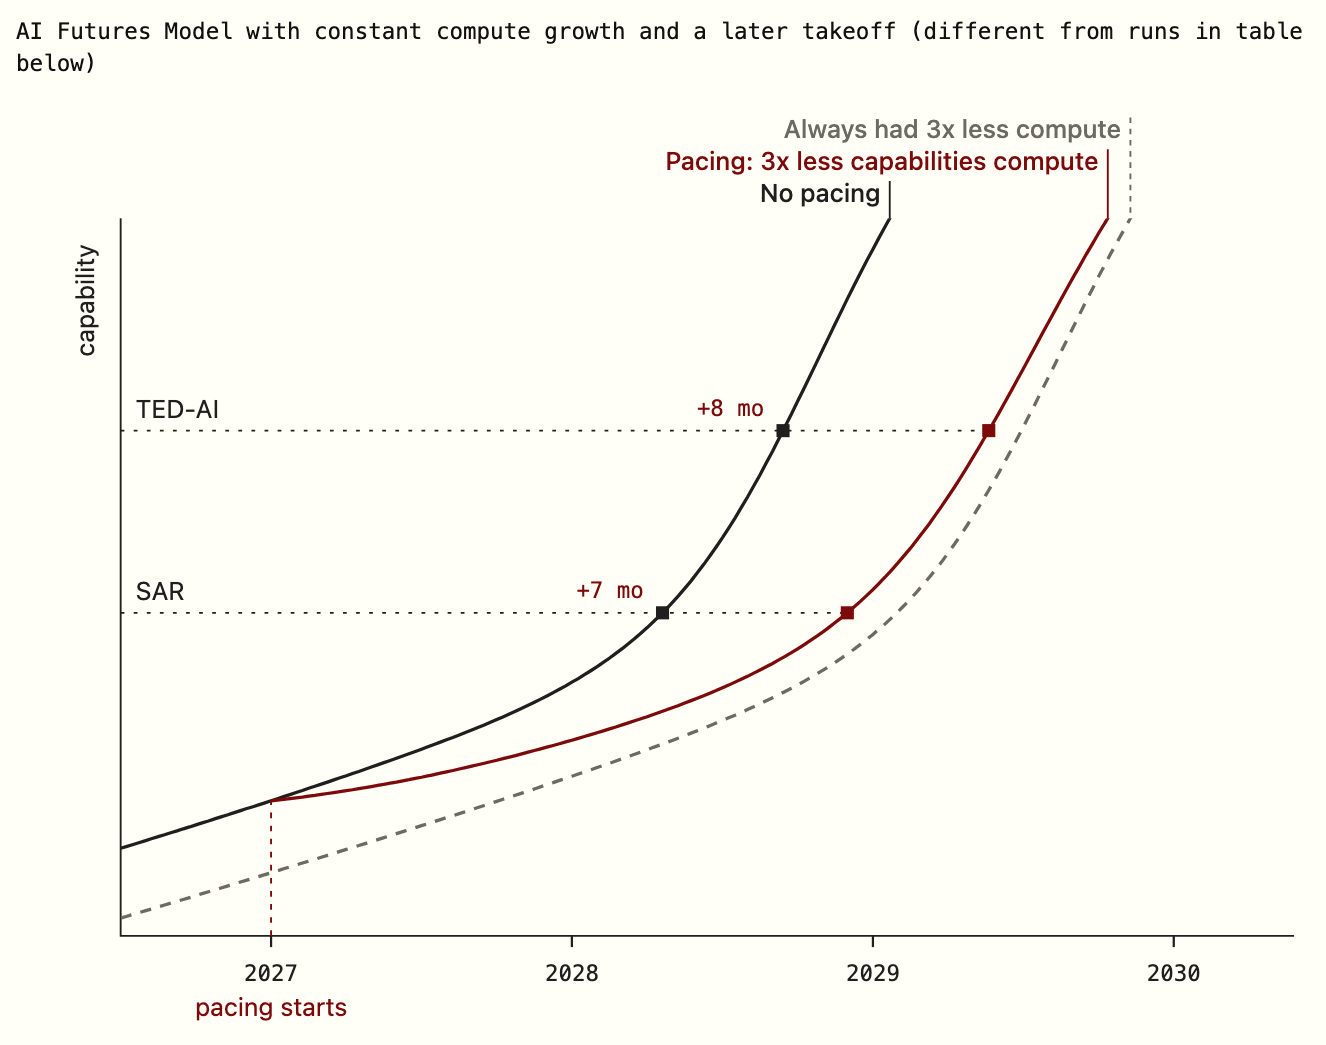 AI Futures Model with constant compute growth and a later takeoff (different from runs in table
below)
Always had 3x less compute
Pacing: 3x less capabilities compute
No pacing
capability
TED-AI
+8 mo
SAR
+7 mo
2027
2028
2029
2030
pacing starts